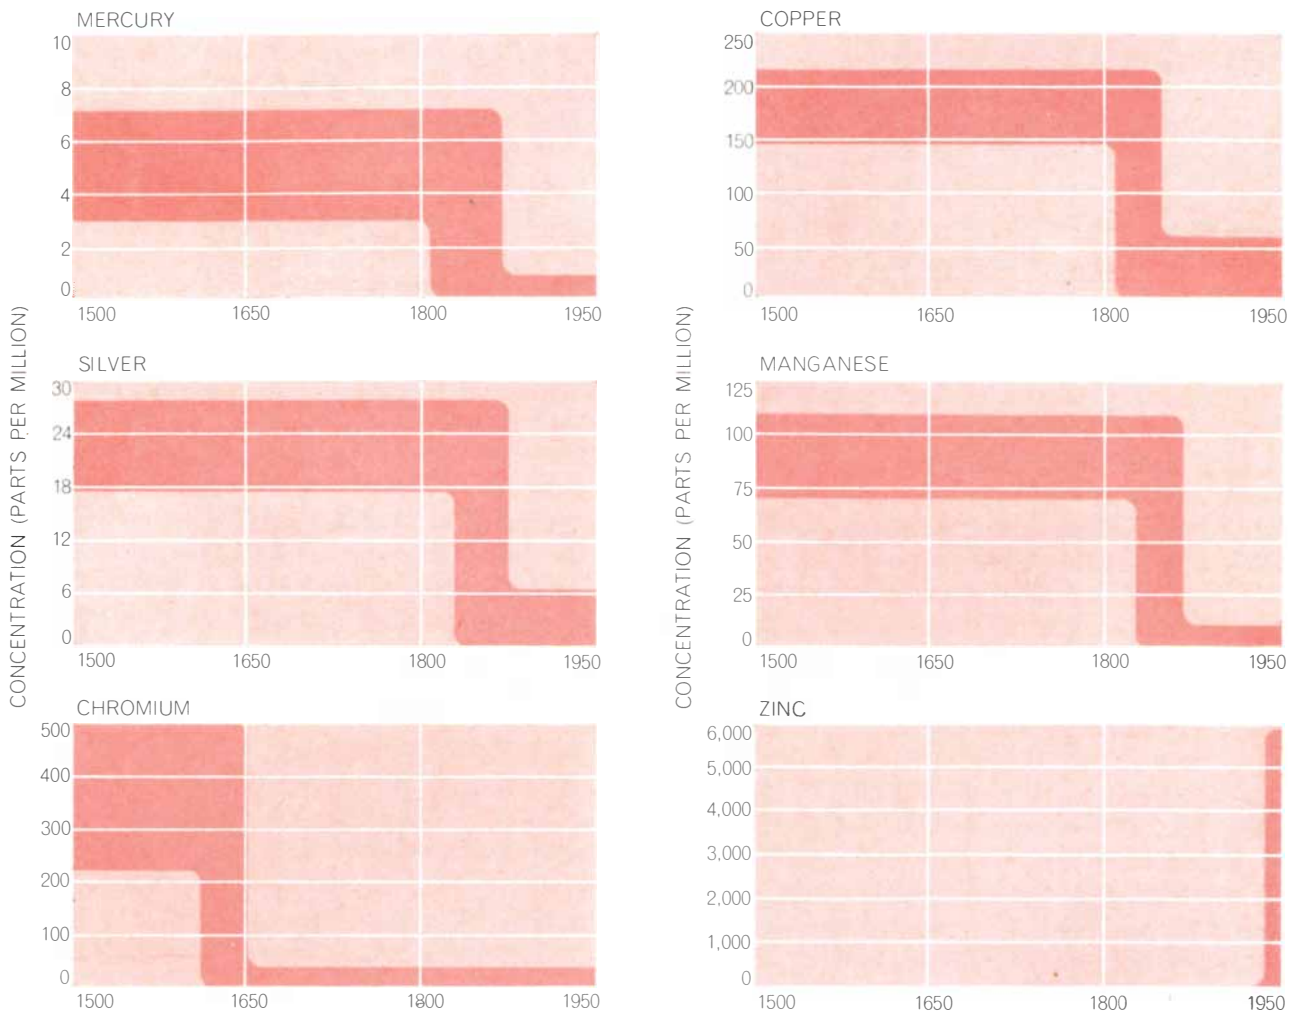 MERCURY
10
8
6
4
2
0
1500 1650 1800 1950
COPPER
250
200
150
100
50
0
1500 1650 1800 1950
CONCENTRATION (PARTS PER MILLION)
SILVER
30
24
18
12
6
0
1500 1650 1800 1950
CONCENTRATION (PARTS PER MILLION)
MANGANESE
125
100
75
50
25
0
1500 1650 1800 1950
CHROMIUM
500
400
300
200
100
0
1500 1650 1800 1950
ZINC
6,000
5,000
4,000
3,000
2,000
1,000
0
1500 1650 1800 1950